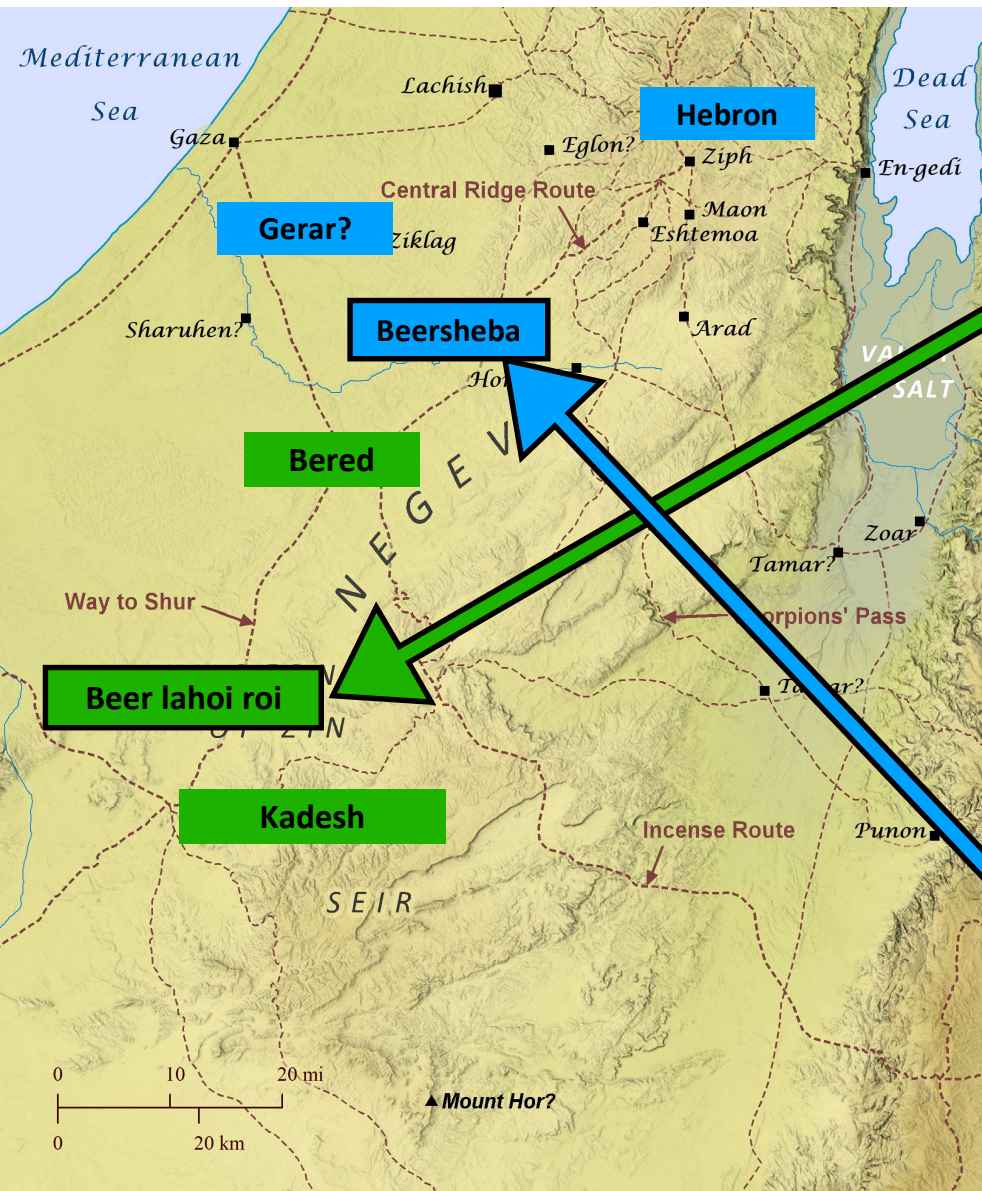 Mediterranean
Sea
Dead
Sea
Lachish
Hebron
Gaza
Eglon?
Ziph
En-gedi
Central Ridge Route
Maon
Gerar?
Ziklag
Eshtemoa
Sharuhen?
Beersheba
Arad
SALT
NEGEV
Bered
Zoar
Tamar?
Way to Shur
Pass
Beer lahoi roi
ZIN
Kadesh
Incense Route
Punon
SEIR
0 10 20 mi
0 20 km
Mount Hor?